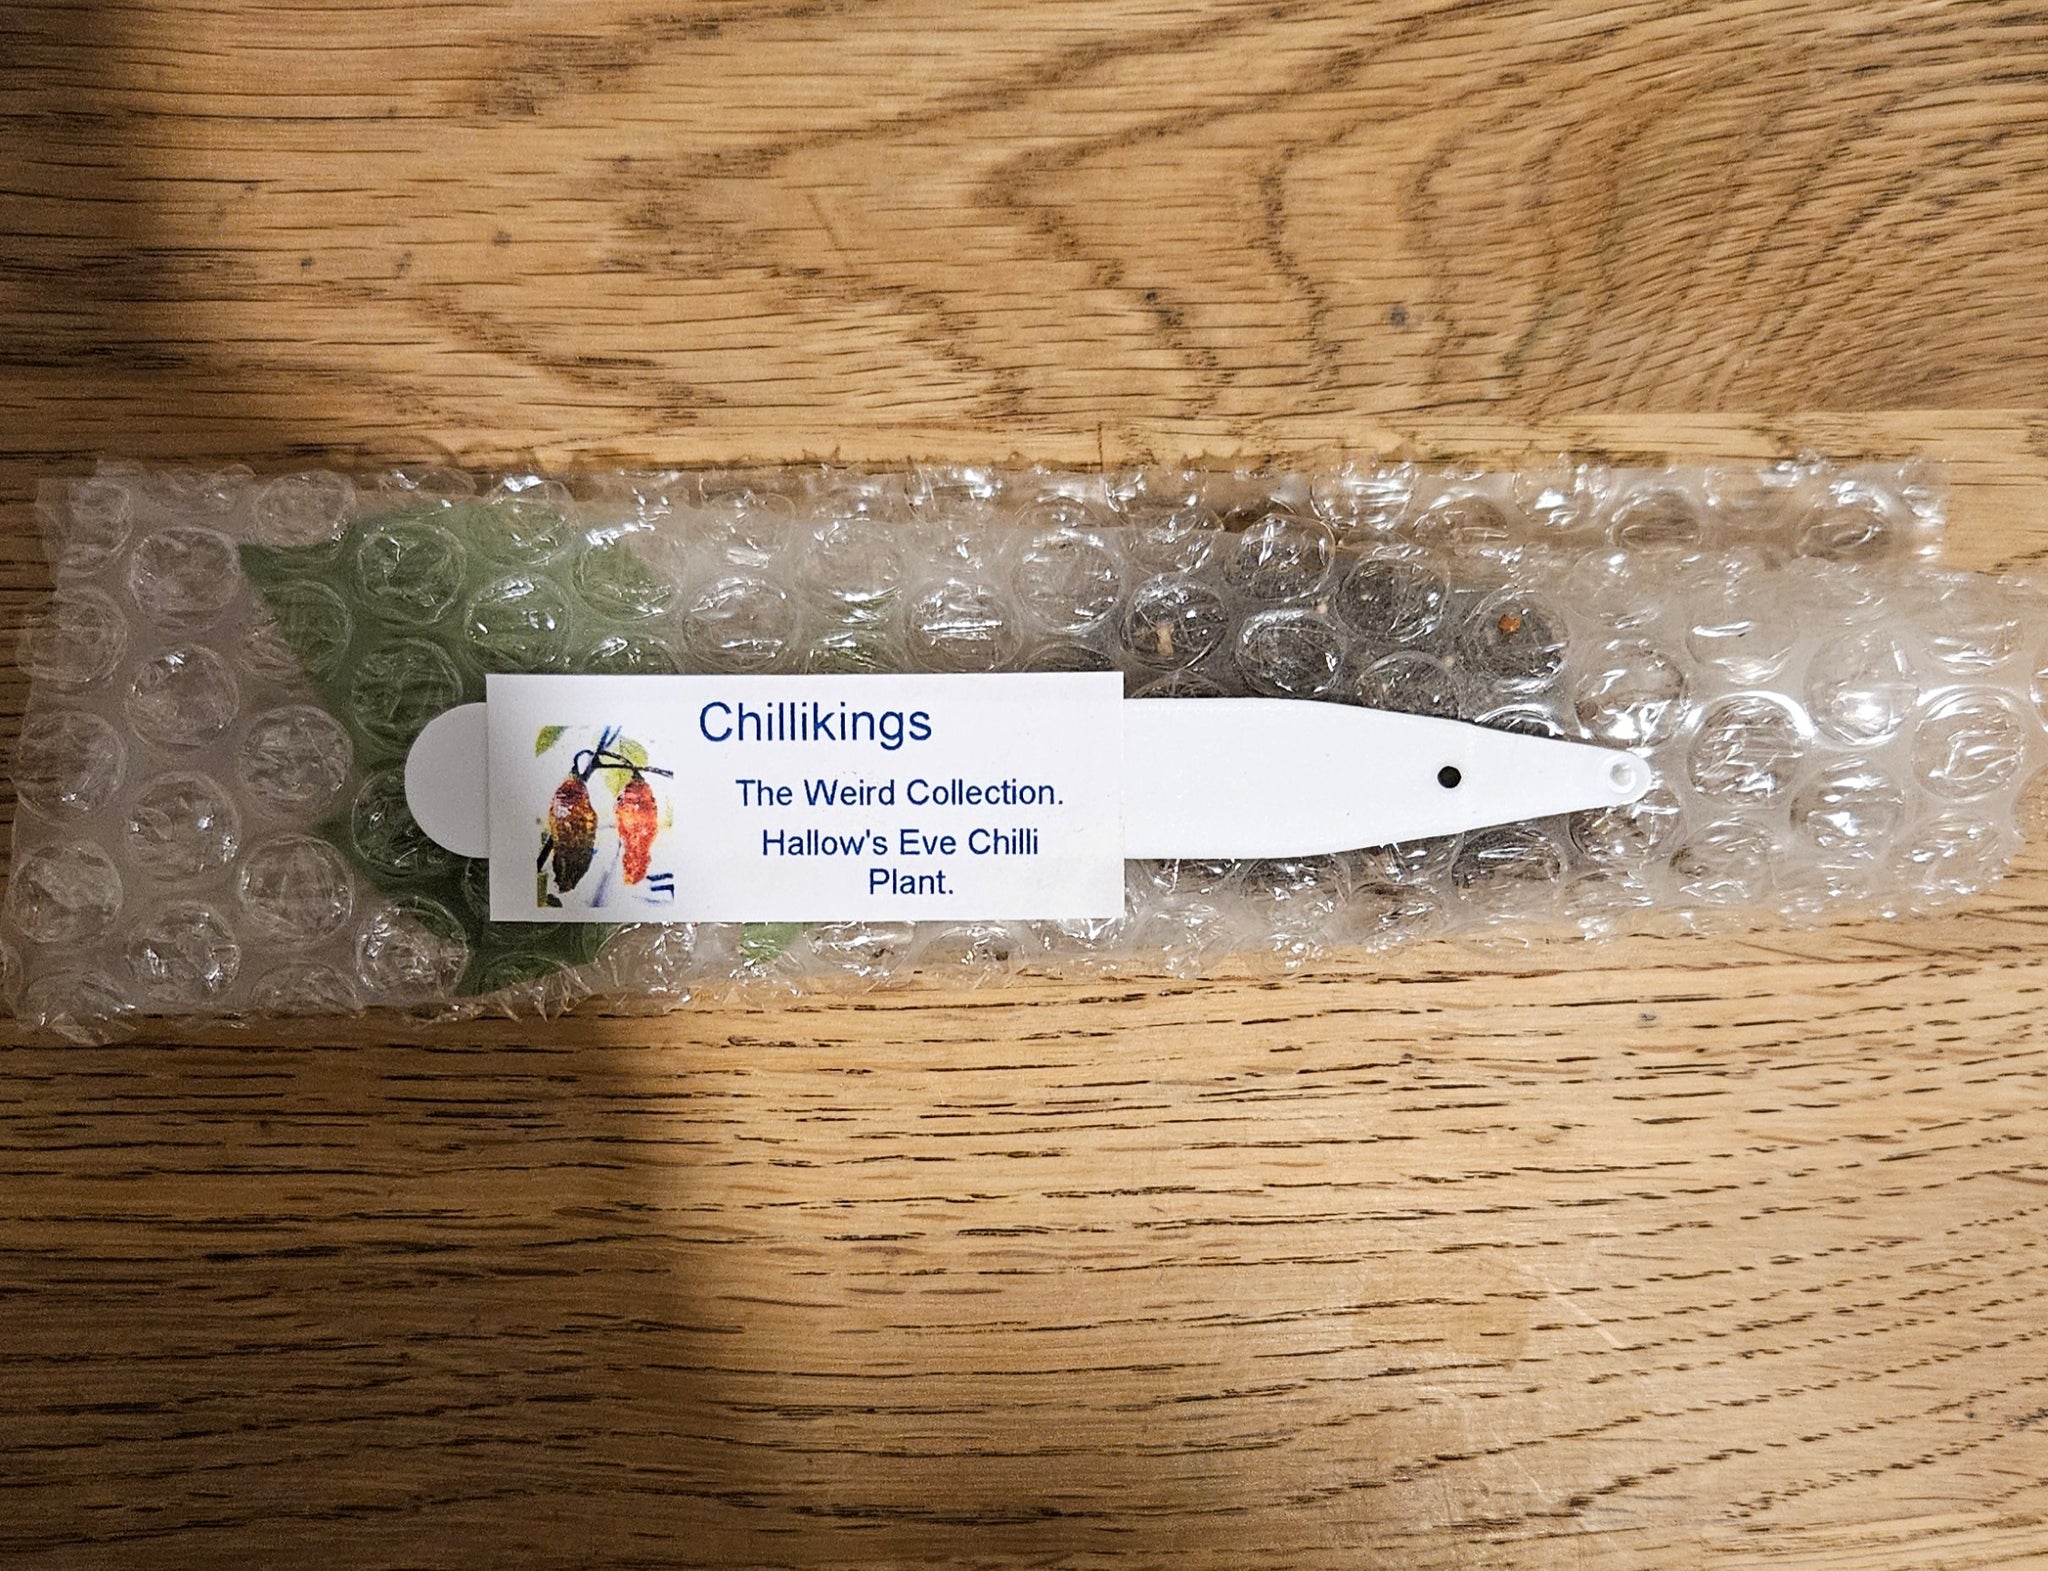 Chillikings
The Weird Collection.
Hallow's Eve Chilli
Plant.